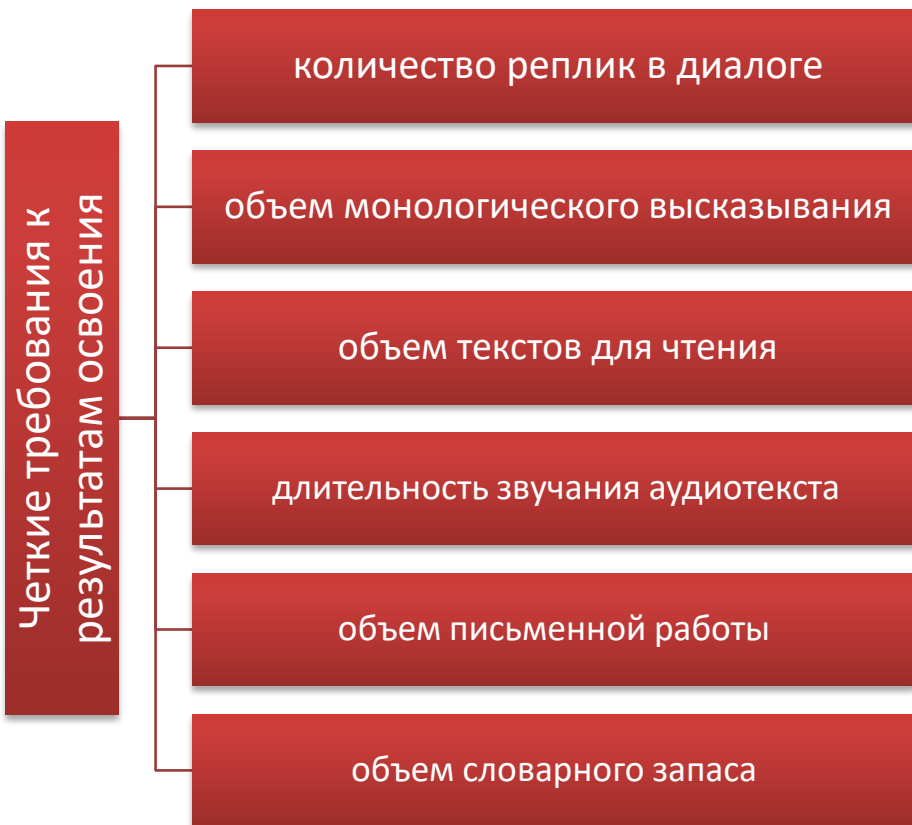 Четкие требования к
результатам освоения
количество реплик в диалоге
объем монологического высказывания
объем текстов для чтения
длительность звучания аудиотекста
объем письменной работы
объем словарного запаса